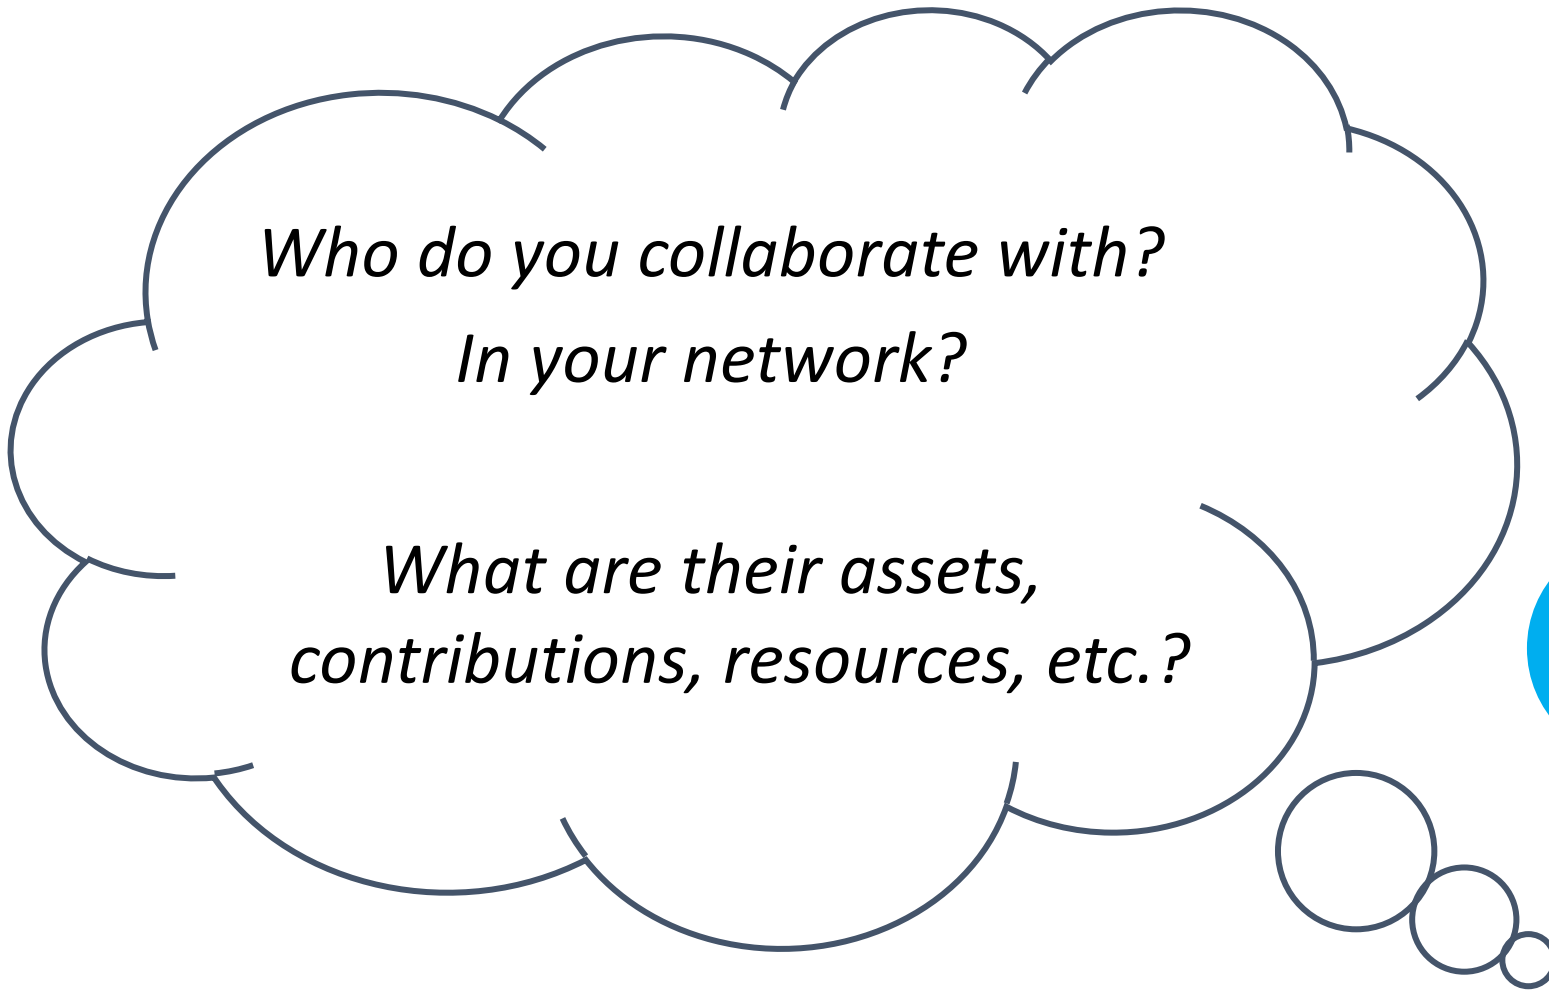 Who do you collaborate with?
In your network?
What are their assets,
contributions, resources, etc.?